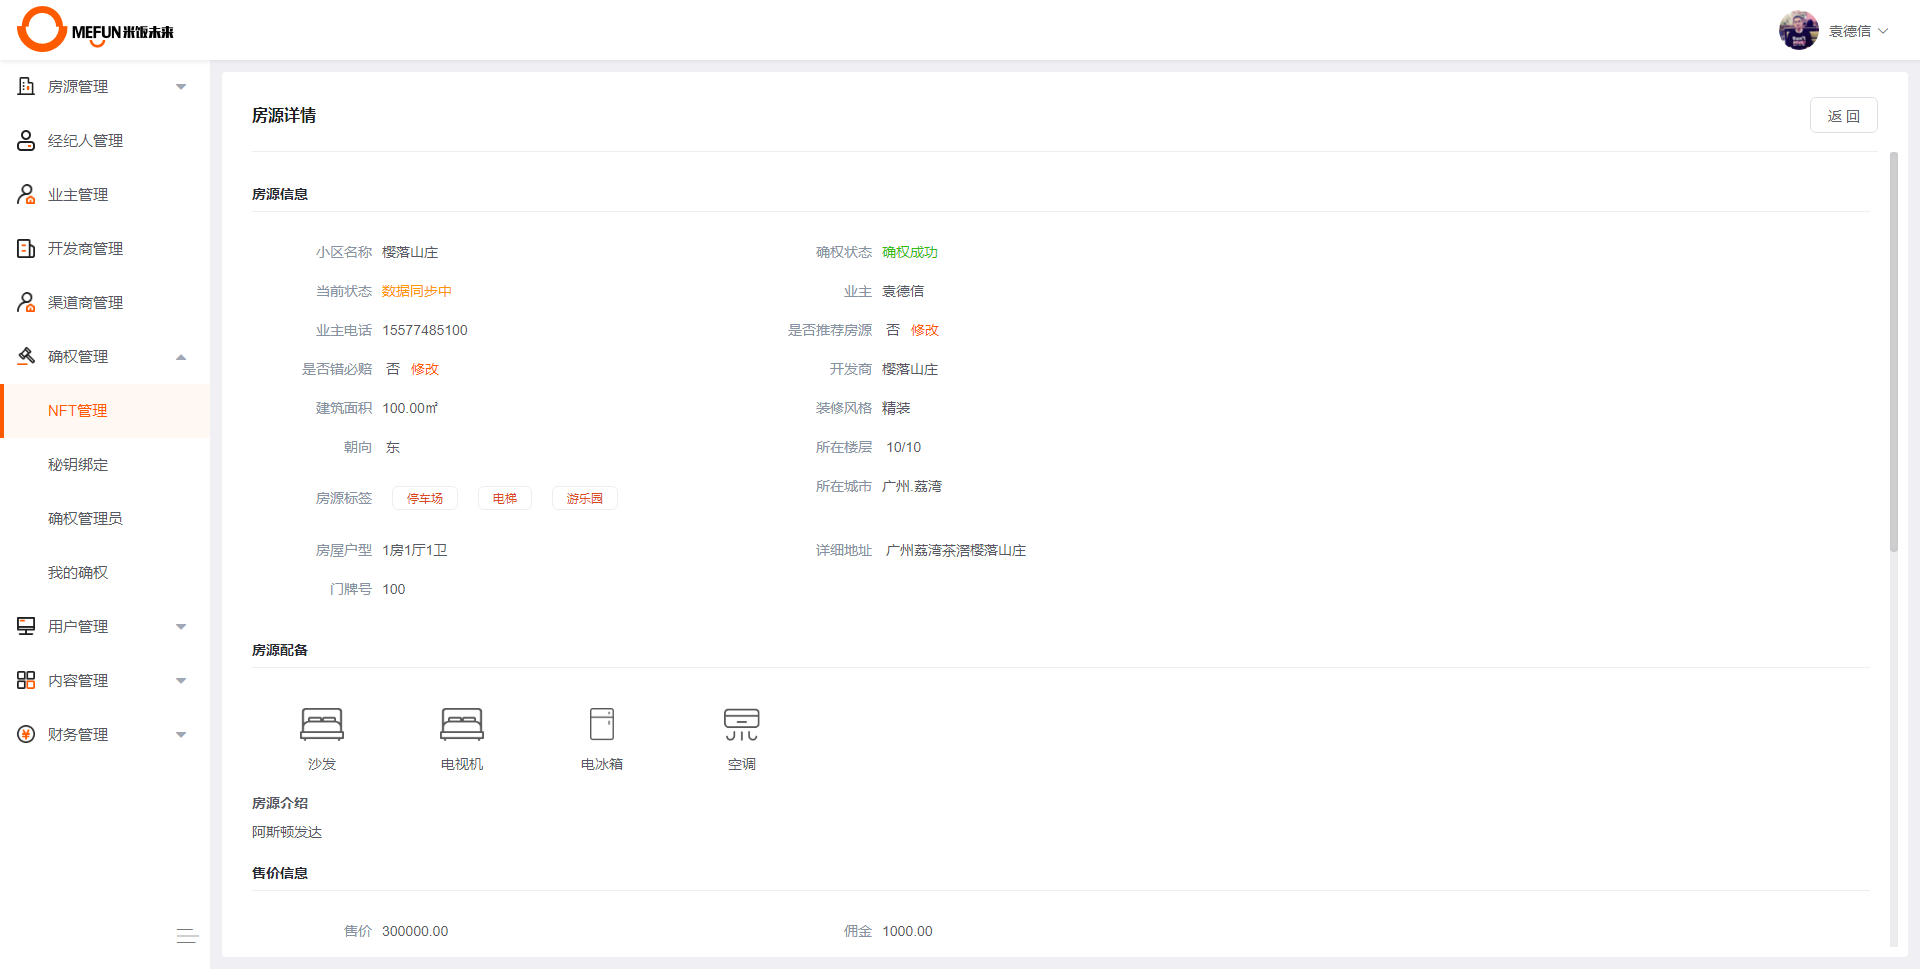 MEFUN米饭未来
袁德信
房源管理
经纪人管理
业主管理
开发商管理
渠道商管理
确权管理
NFT管理
秘钥绑定
确权管理员
我的确权
用户管理
内容管理
财务管理
房源详情
返 回
房源信息
小区名称 樱落山庄
确权状态 确权成功
当前状态 数据同步中
业主 袁德信
业主电话 15577485100
是否推荐房源 否 修改
是否错必赔 否 修改
开发商 樱落山庄
建筑面积 100.00㎡
装修风格 精装
朝向 东
所在楼层 10/10
房源标签 停车场 电梯 游乐园
所在城市 广州.荔湾
房屋户型 1房1厅1卫
详细地址 广州荔湾茶滘樱落山庄
门牌号 100
房源配备
沙发 电视机 电冰箱 空调
房源介绍
阿斯顿发达
售价信息
售价 300000.00
佣金 1000.00